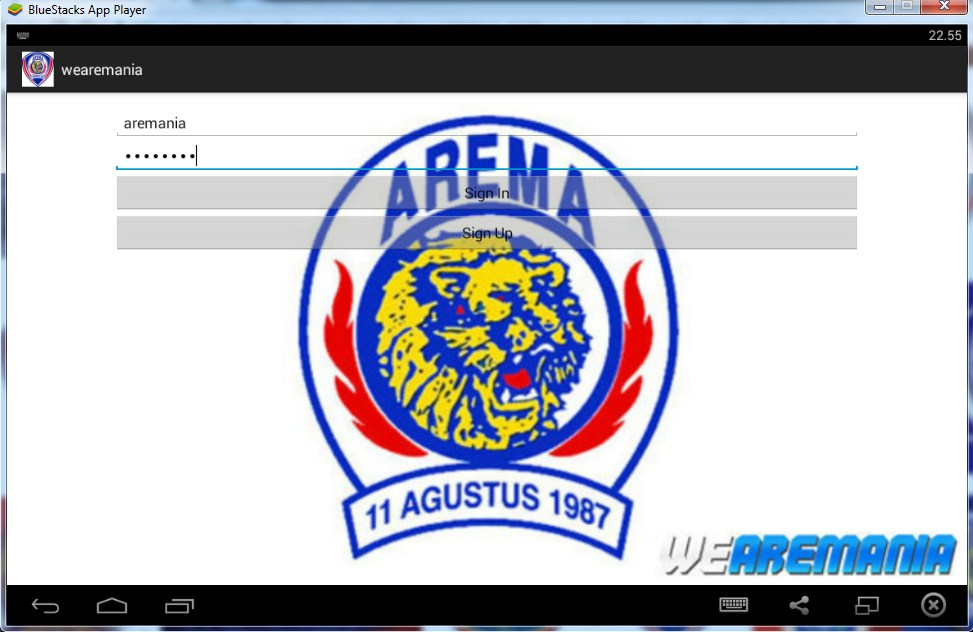 BlueStacks App Player
22.55
wearemania
aremania
••••••••
Sign In
Sign Up
AREMA
11 AGUSTUS 1987
WEAREMANIA